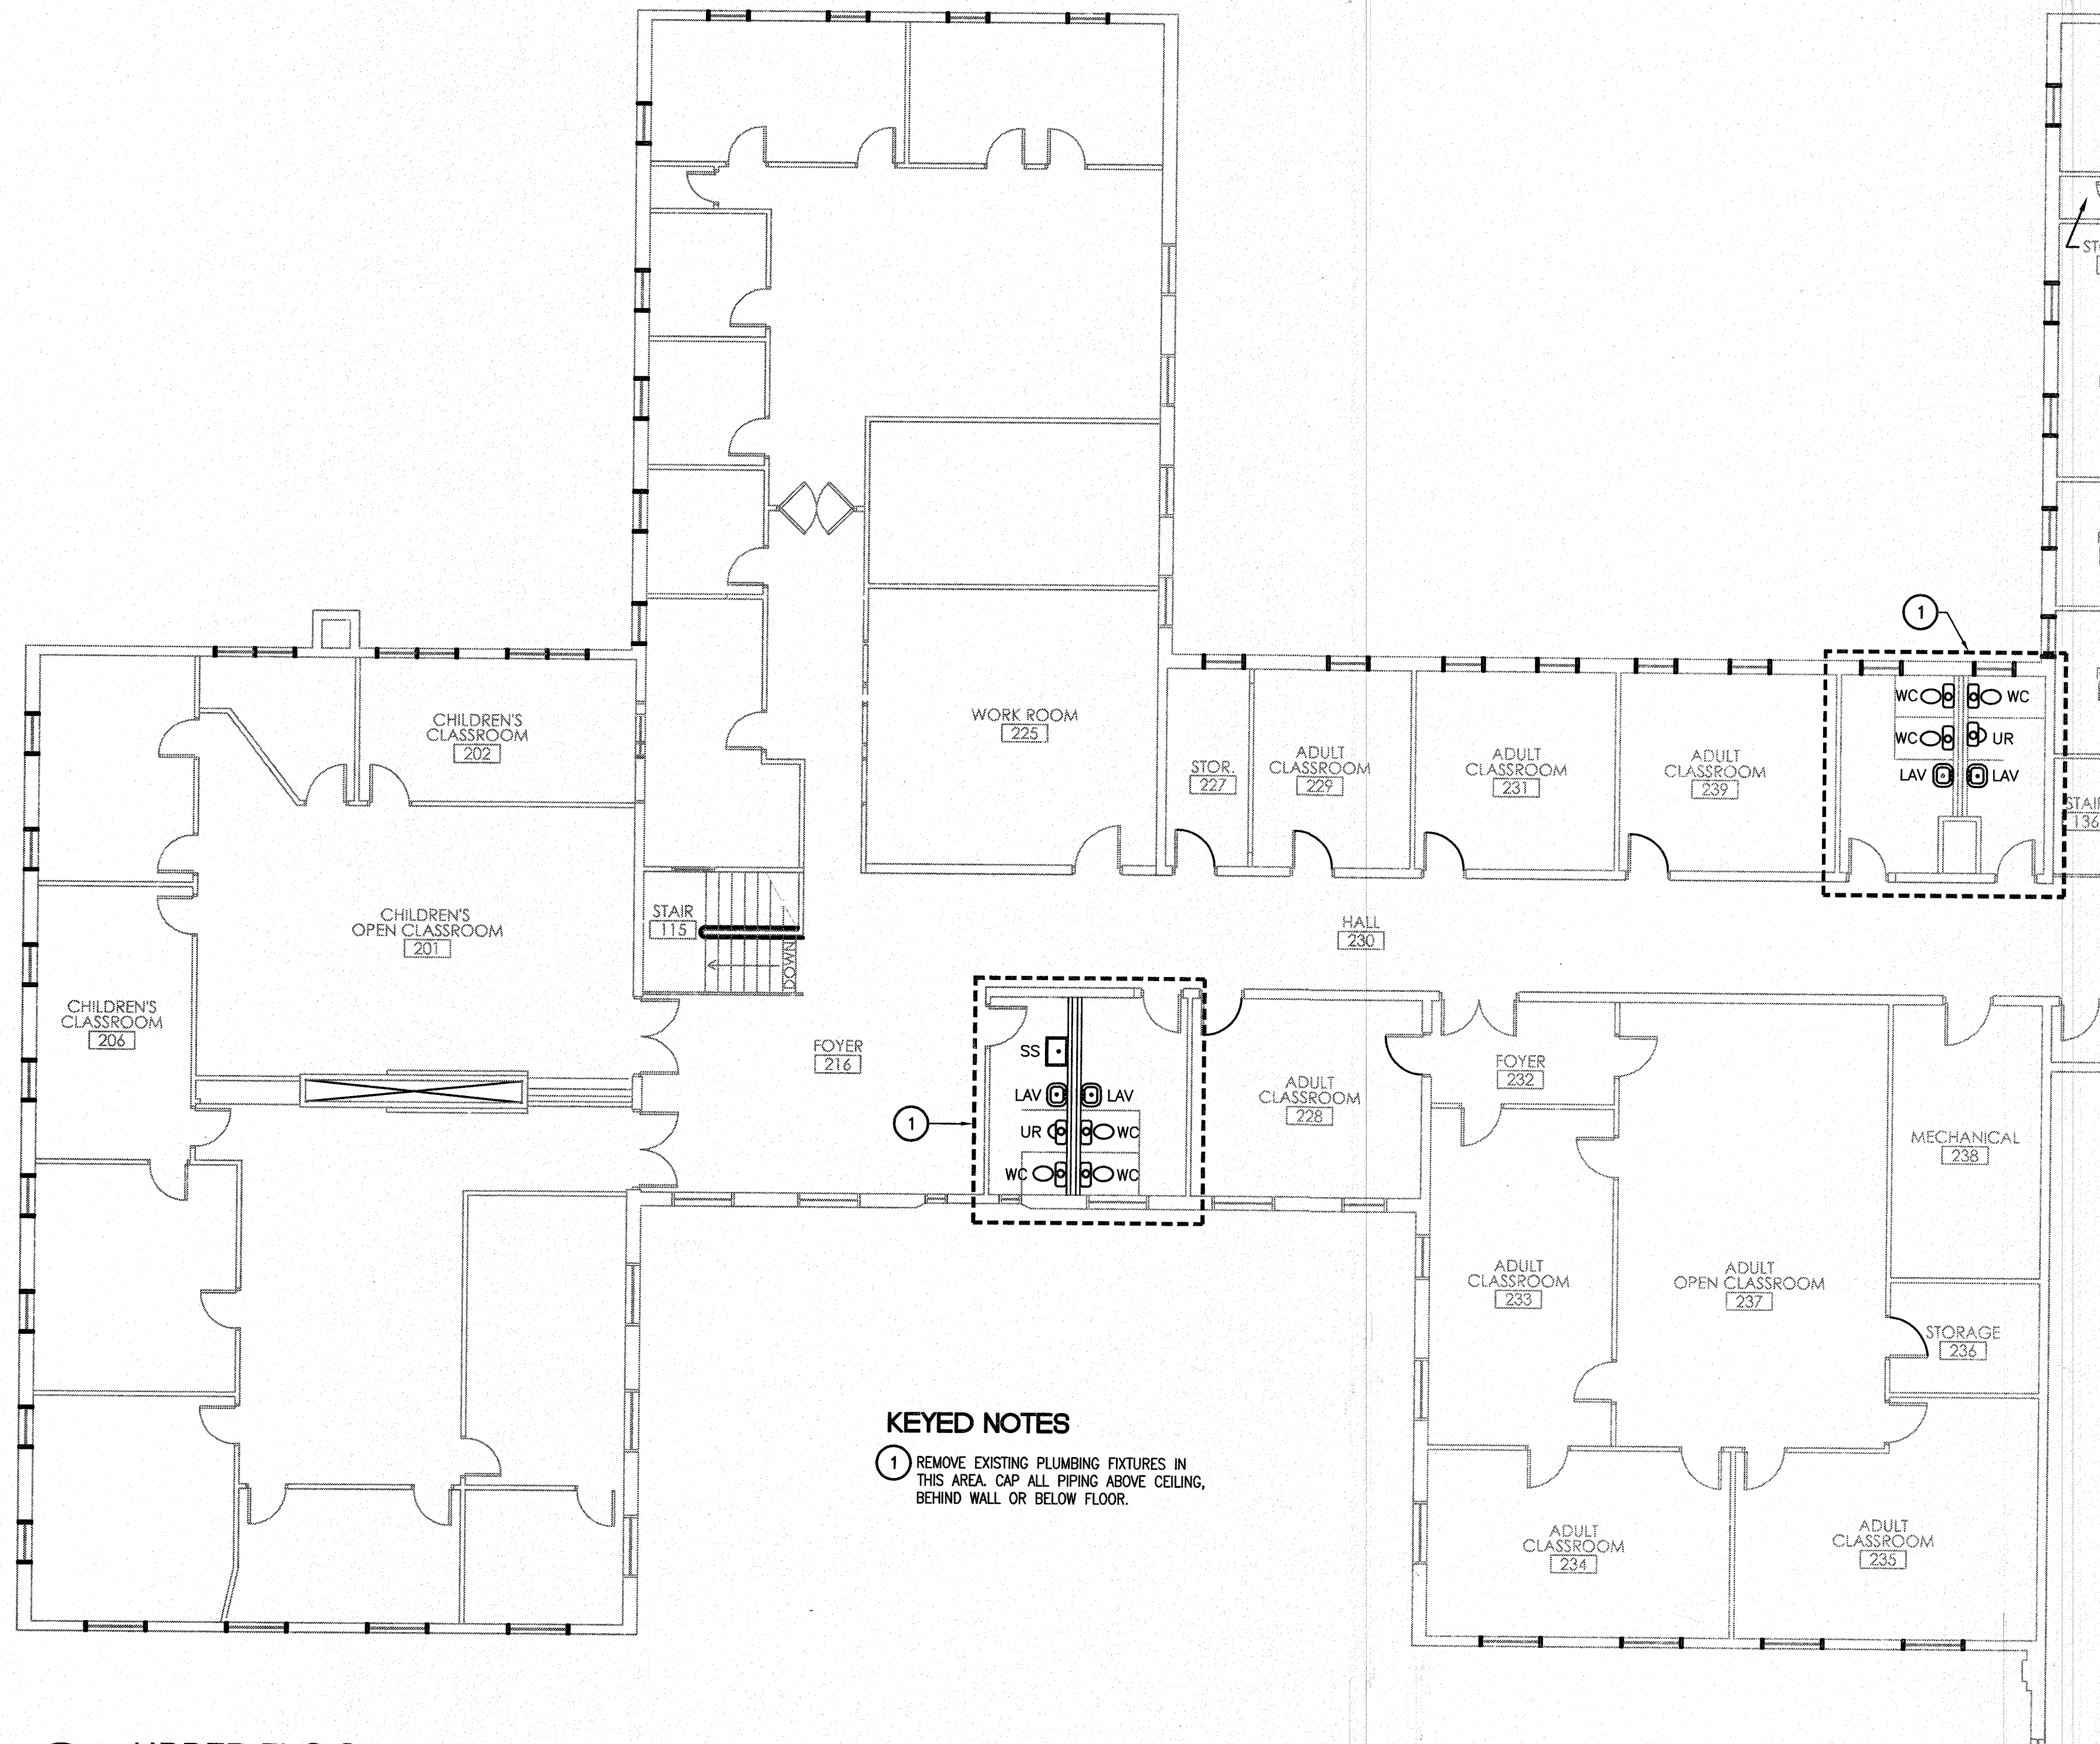 1
WC
WC
WC
UR
LAV
LAV
CHILDREN'S
CLASSROOM
202
WORK ROOM
225
STOR.
227
ADULT
CLASSROOM
229
ADULT
CLASSROOM
231
ADULT
CLASSROOM
239
136
CHILDREN'S
OPEN CLASSROOM
201
STAIR
115
DOWN
HALL
230
CHILDREN'S
CLASSROOM
206
FOYER
216
SS
LAV
LAV
1
UR
WC
WC
WC
ADULT
CLASSROOM
228
FOYER
232
MECHANICAL
238
ADULT
CLASSROOM
233
ADULT
OPEN CLASSROOM
237
STORAGE
236
KEYED NOTES
1 REMOVE EXISTING PLUMBING FIXTURES IN
THIS AREA. CAP ALL PIPING ABOVE CEILING,
BEHIND WALL OR BELOW FLOOR.
ADULT
CLASSROOM
234
ADULT
CLASSROOM
235